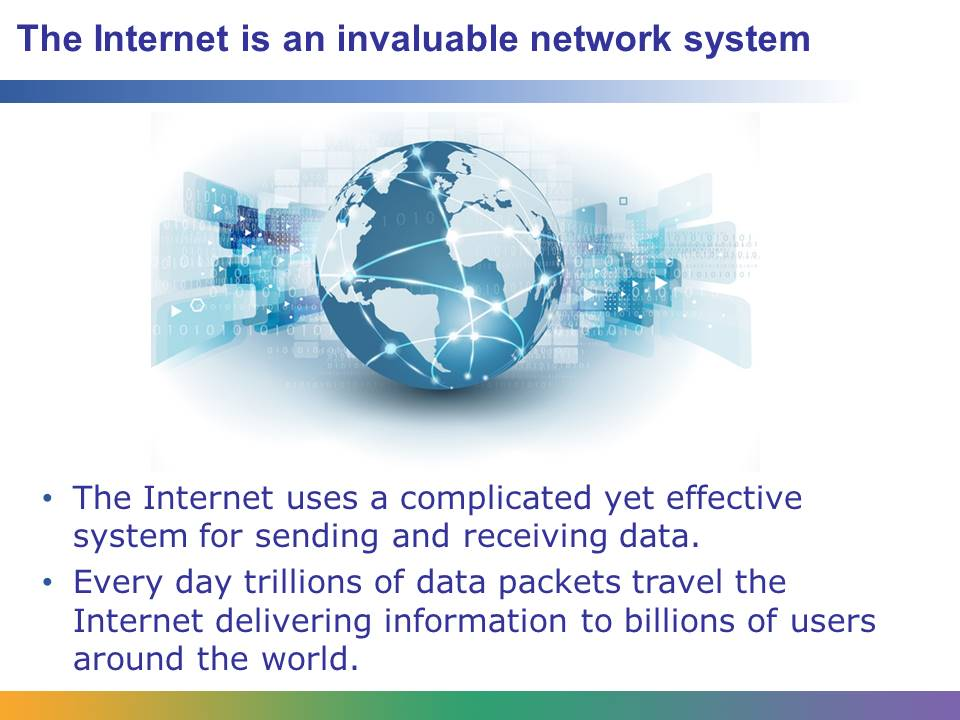 The Internet is an invaluable network system
• The Internet uses a complicated yet effective
system for sending and receiving data.
• Every day trillions of data packets travel the
Internet delivering information to billions of users
around the world.